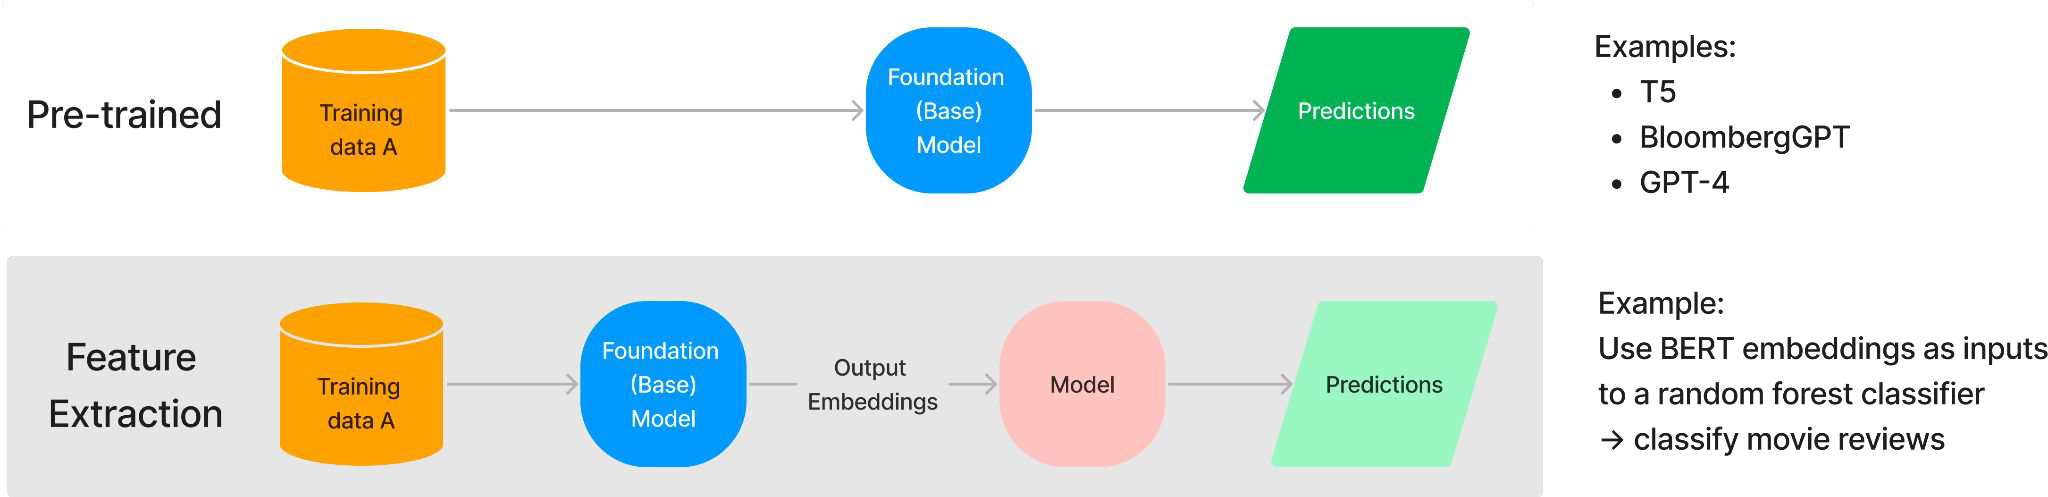 Pre-trained
Training
data A
Foundation
(Base)
Model
Predictions
Examples:
• T5
• BloombergGPT
• GPT-4
Feature
Extraction
Training
data A
Foundation
(Base)
Model
Output
Embeddings
Model
Predictions
Example:
Use BERT embeddings as inputs
to a random forest classifier
→ classify movie reviews